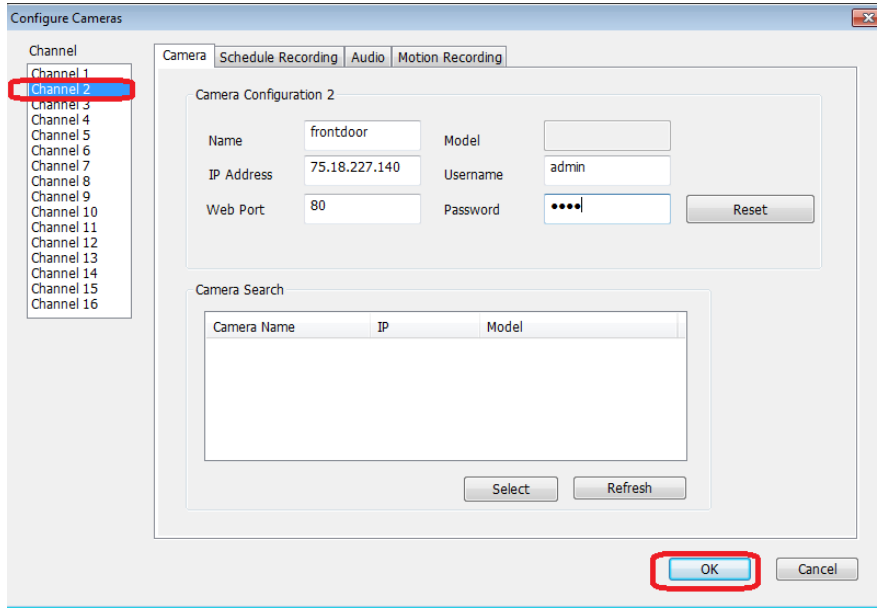 Configure Cameras
Channel
Channel 1
Channel 2
Channel 3
Channel 4
Channel 5
Channel 6
Channel 7
Channel 8
Channel 9
Channel 10
Channel 11
Channel 12
Channel 13
Channel 14
Channel 15
Channel 16
Camera Schedule Recording Audio Motion Recording
Camera Configuration 2
Name frontdoor Model
IP Address 75.18.227.140 Username admin
Web Port 80 Password •••• Reset
Camera Search
Camera Name IP Model
Select Refresh
OK Cancel